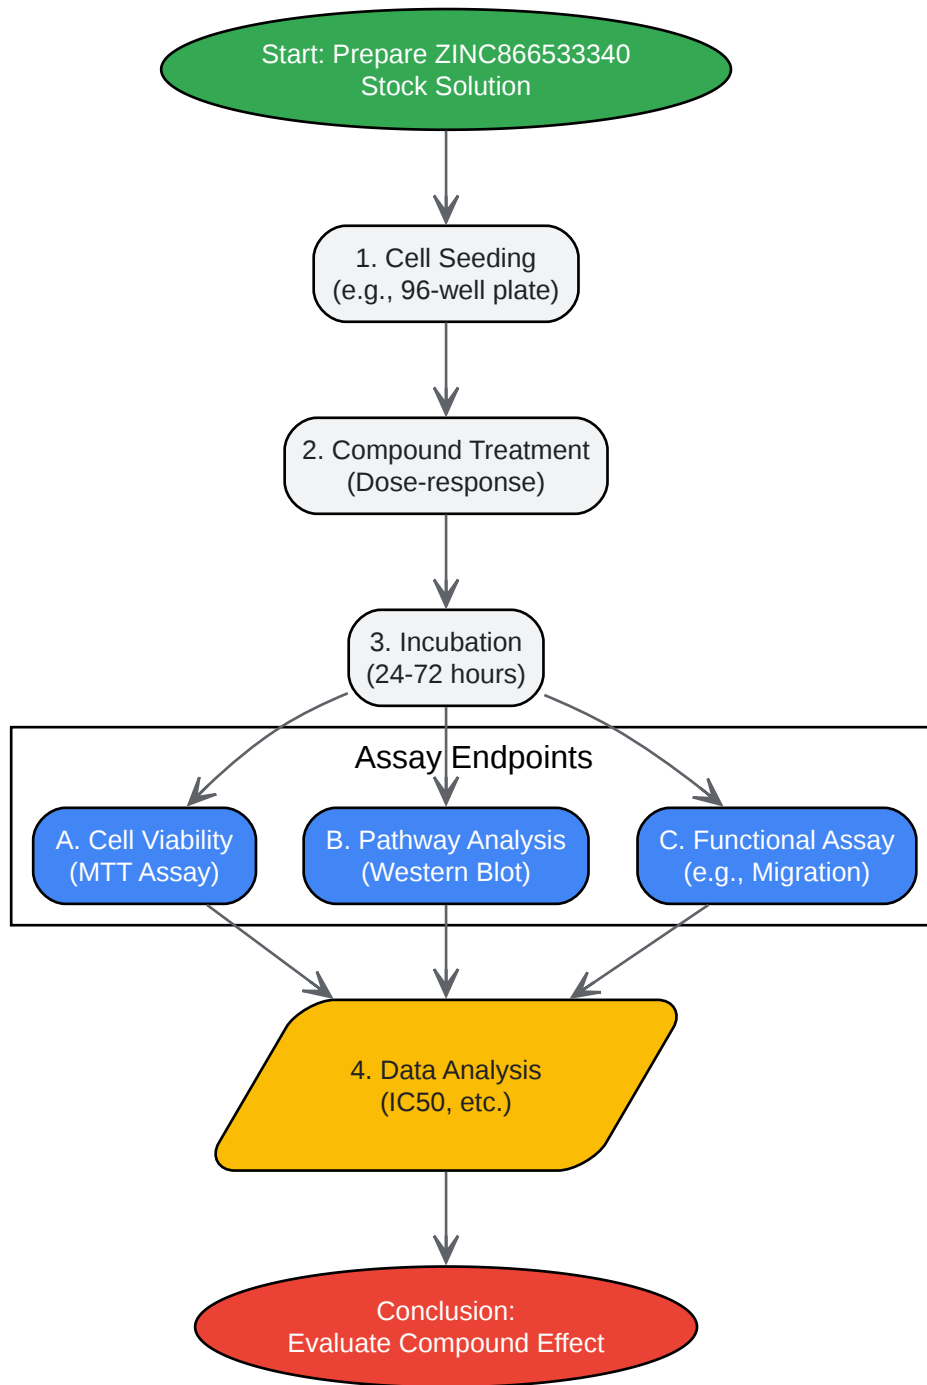 Start: Prepare ZINC866533340
Stock Solution
1. Cell Seeding
(e.g., 96-well plate)
2. Compound Treatment
(Dose-response)
3. Incubation
(24-72 hours)
Assay Endpoints
A. Cell Viability
(MTT Assay)
B. Pathway Analysis
(Western Blot)
C. Functional Assay
(e.g., Migration)
4. Data Analysis
(IC50, etc.)
Conclusion:
Evaluate Compound Effect